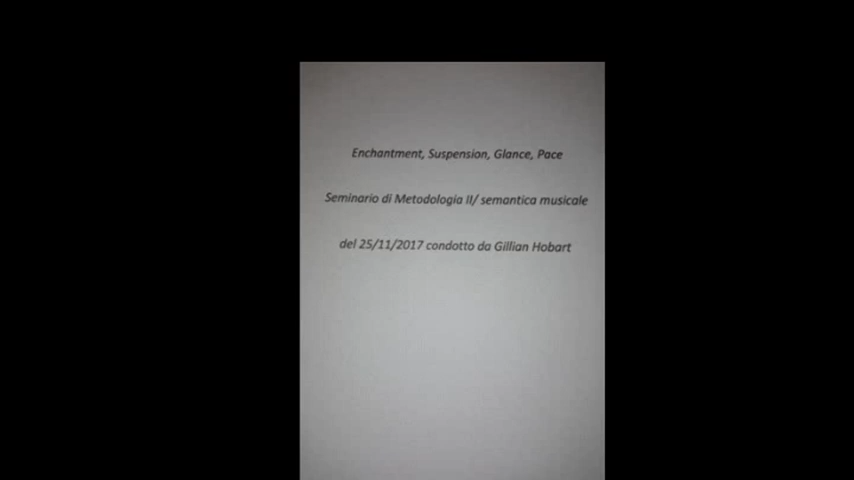 Enchantment, Suspension, Glance, Pace
Seminario di Metodologia II/ semantica musicale
del 25/11/2017 condotto da Gillian Hobart